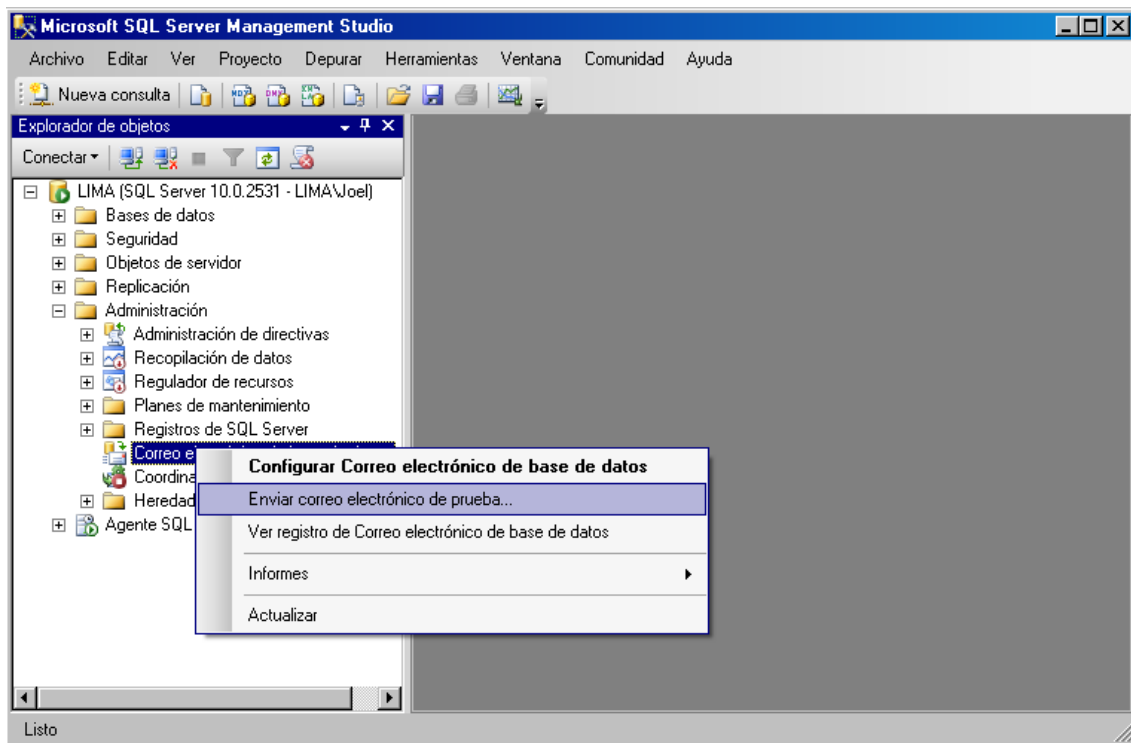 Microsoft SQL Server Management Studio
Archivo Editar Ver Proyecto Depurar Herramientas Ventana Comunidad Ayuda
Nueva consulta
Explorador de objetos
Conectar
LIMA (SQL Server 10.0.2531 - LIMA\Joel)
Bases de datos
Seguridad
Objetos de servidor
Replicación
Administración
Administración de directivas
Recopilación de datos
Regulador de recursos
Planes de mantenimiento
Registros de SQL Server
Correo e
Coordina
Heredad
Agente SQL
Configurar Correo electrónico de base de datos
Enviar correo electrónico de prueba...
Ver registro de Correo electrónico de base de datos
Informes
Actualizar
Listo